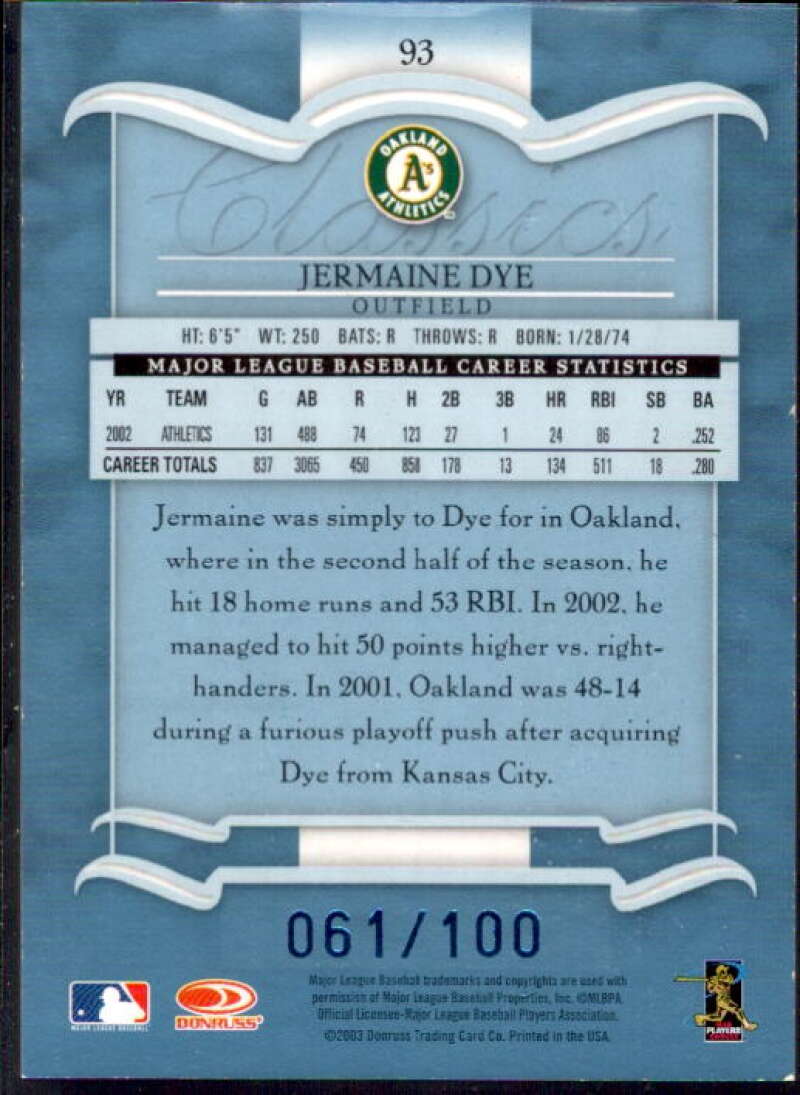 93
OAKLAND
A's
ATHLETICS
Classics
JERMAINE DYE
OUTFIELD
HT: 6'5" WT: 250 BATS: R THROWS: R BORN: 1/28/74
MAJOR LEAGUE BASEBALL CAREER STATISTICS
YR TEAM G AB R H 2B 3B HR RBI SB BA
2002 ATHLETICS 131 488 74 123 27 1 24 86 2 .252
CAREER TOTALS 837 3065 450 858 178 13 134 511 18 .280
Jermaine was simply to Dye for in Oakland,
where in the second half of the season, he
hit 18 home runs and 53 RBI. In 2002, he
managed to hit 50 points higher vs. right-
handers. In 2001, Oakland was 48-14
during a furious playoff push after acquiring
Dye from Kansas City.
061/100
Major League Baseball trademarks and copyrights are used with
permission of Major League Baseball Properties, Inc. ©MLBPA
Official Licensee-Major League Baseball Players Association.
©2003 Donruss Trading Card Co. Printed in the USA.
MAJOR LEAGUE BASEBALL
DONRUSS
PLAYERS
CHOICE